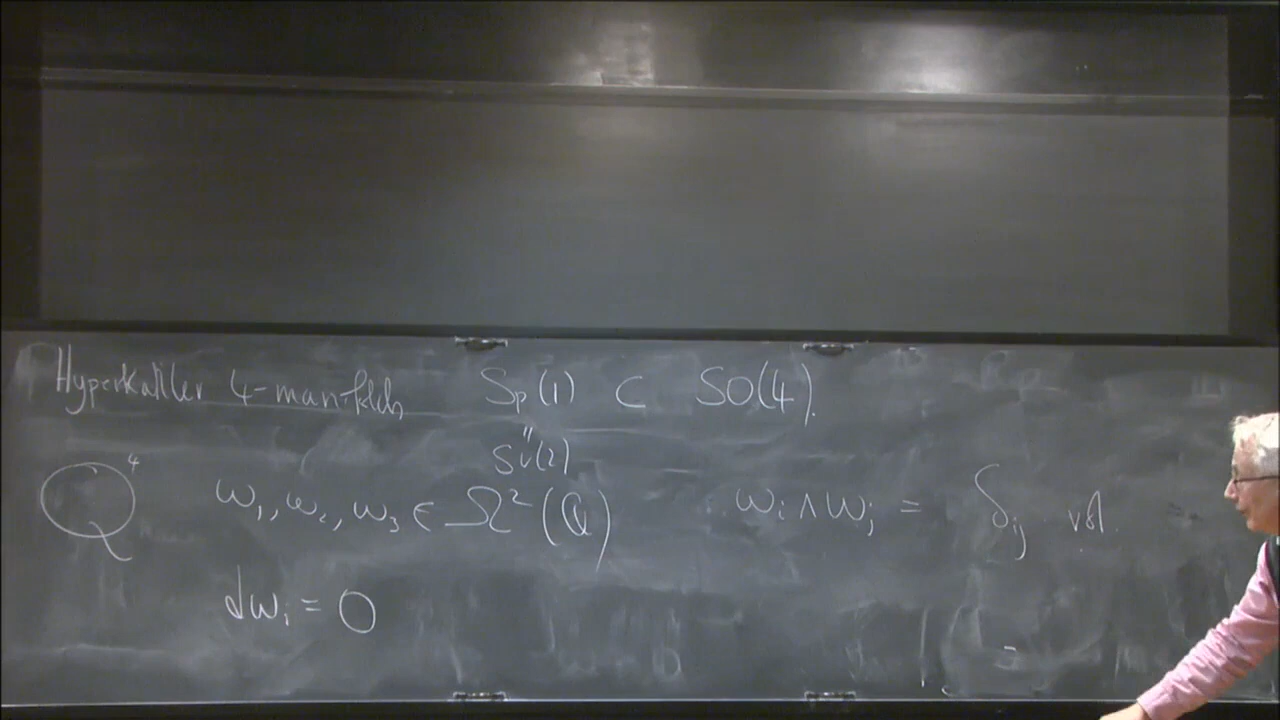 Hyperkähler 4-manifolds Sp(1) ⊂ SO(4).
"
SU(2)
Q⁴ ω₁, ω₂, ω₃ ∈ Ω²(Q) ωᵢ ∧ ωⱼ = δᵢⱼ vol.
dωᵢ = 0